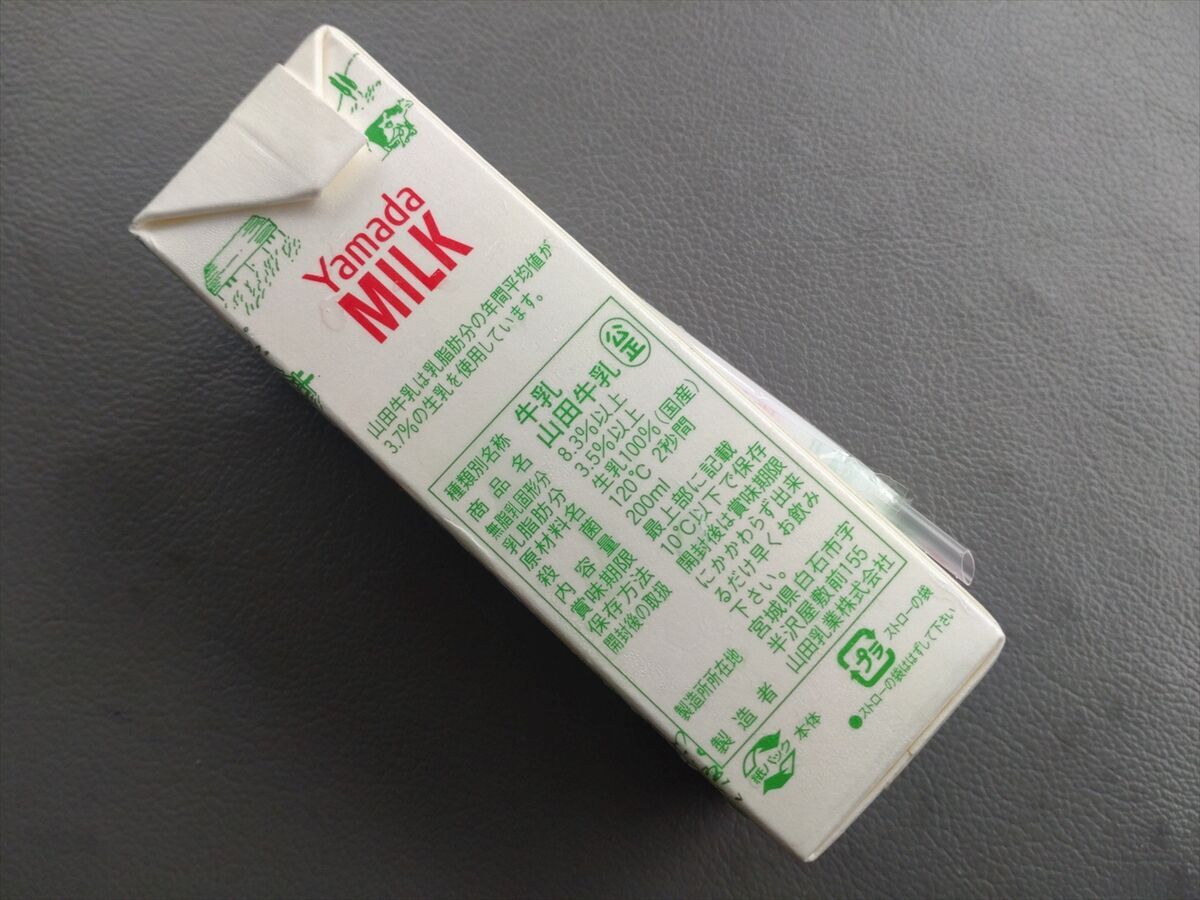 Yamada
MILK
山田牛乳は乳脂肪分の年間平均値が
3.7%の生乳を使用しています。
種類別名称 牛乳
商品名 山田牛乳 公正
無脂乳固形分 8.3%以上
乳脂肪分 3.5%以上
原材料名 生乳100%(国産)
殺菌 120℃ 2秒間
内容量 200ml
賞味期限 最上部に記載
保存方法 10℃以下で保存
開封後の取扱 開封後は賞味期限
にかかわらず出来
るだけ早くお飲み
下さい。
製造所所在地 宮城県白石市字
半沢屋敷前155
製造者 山田乳業株式会社
紙パック 本体
プラ ストローの袋
●ストローの袋ははずして下さい